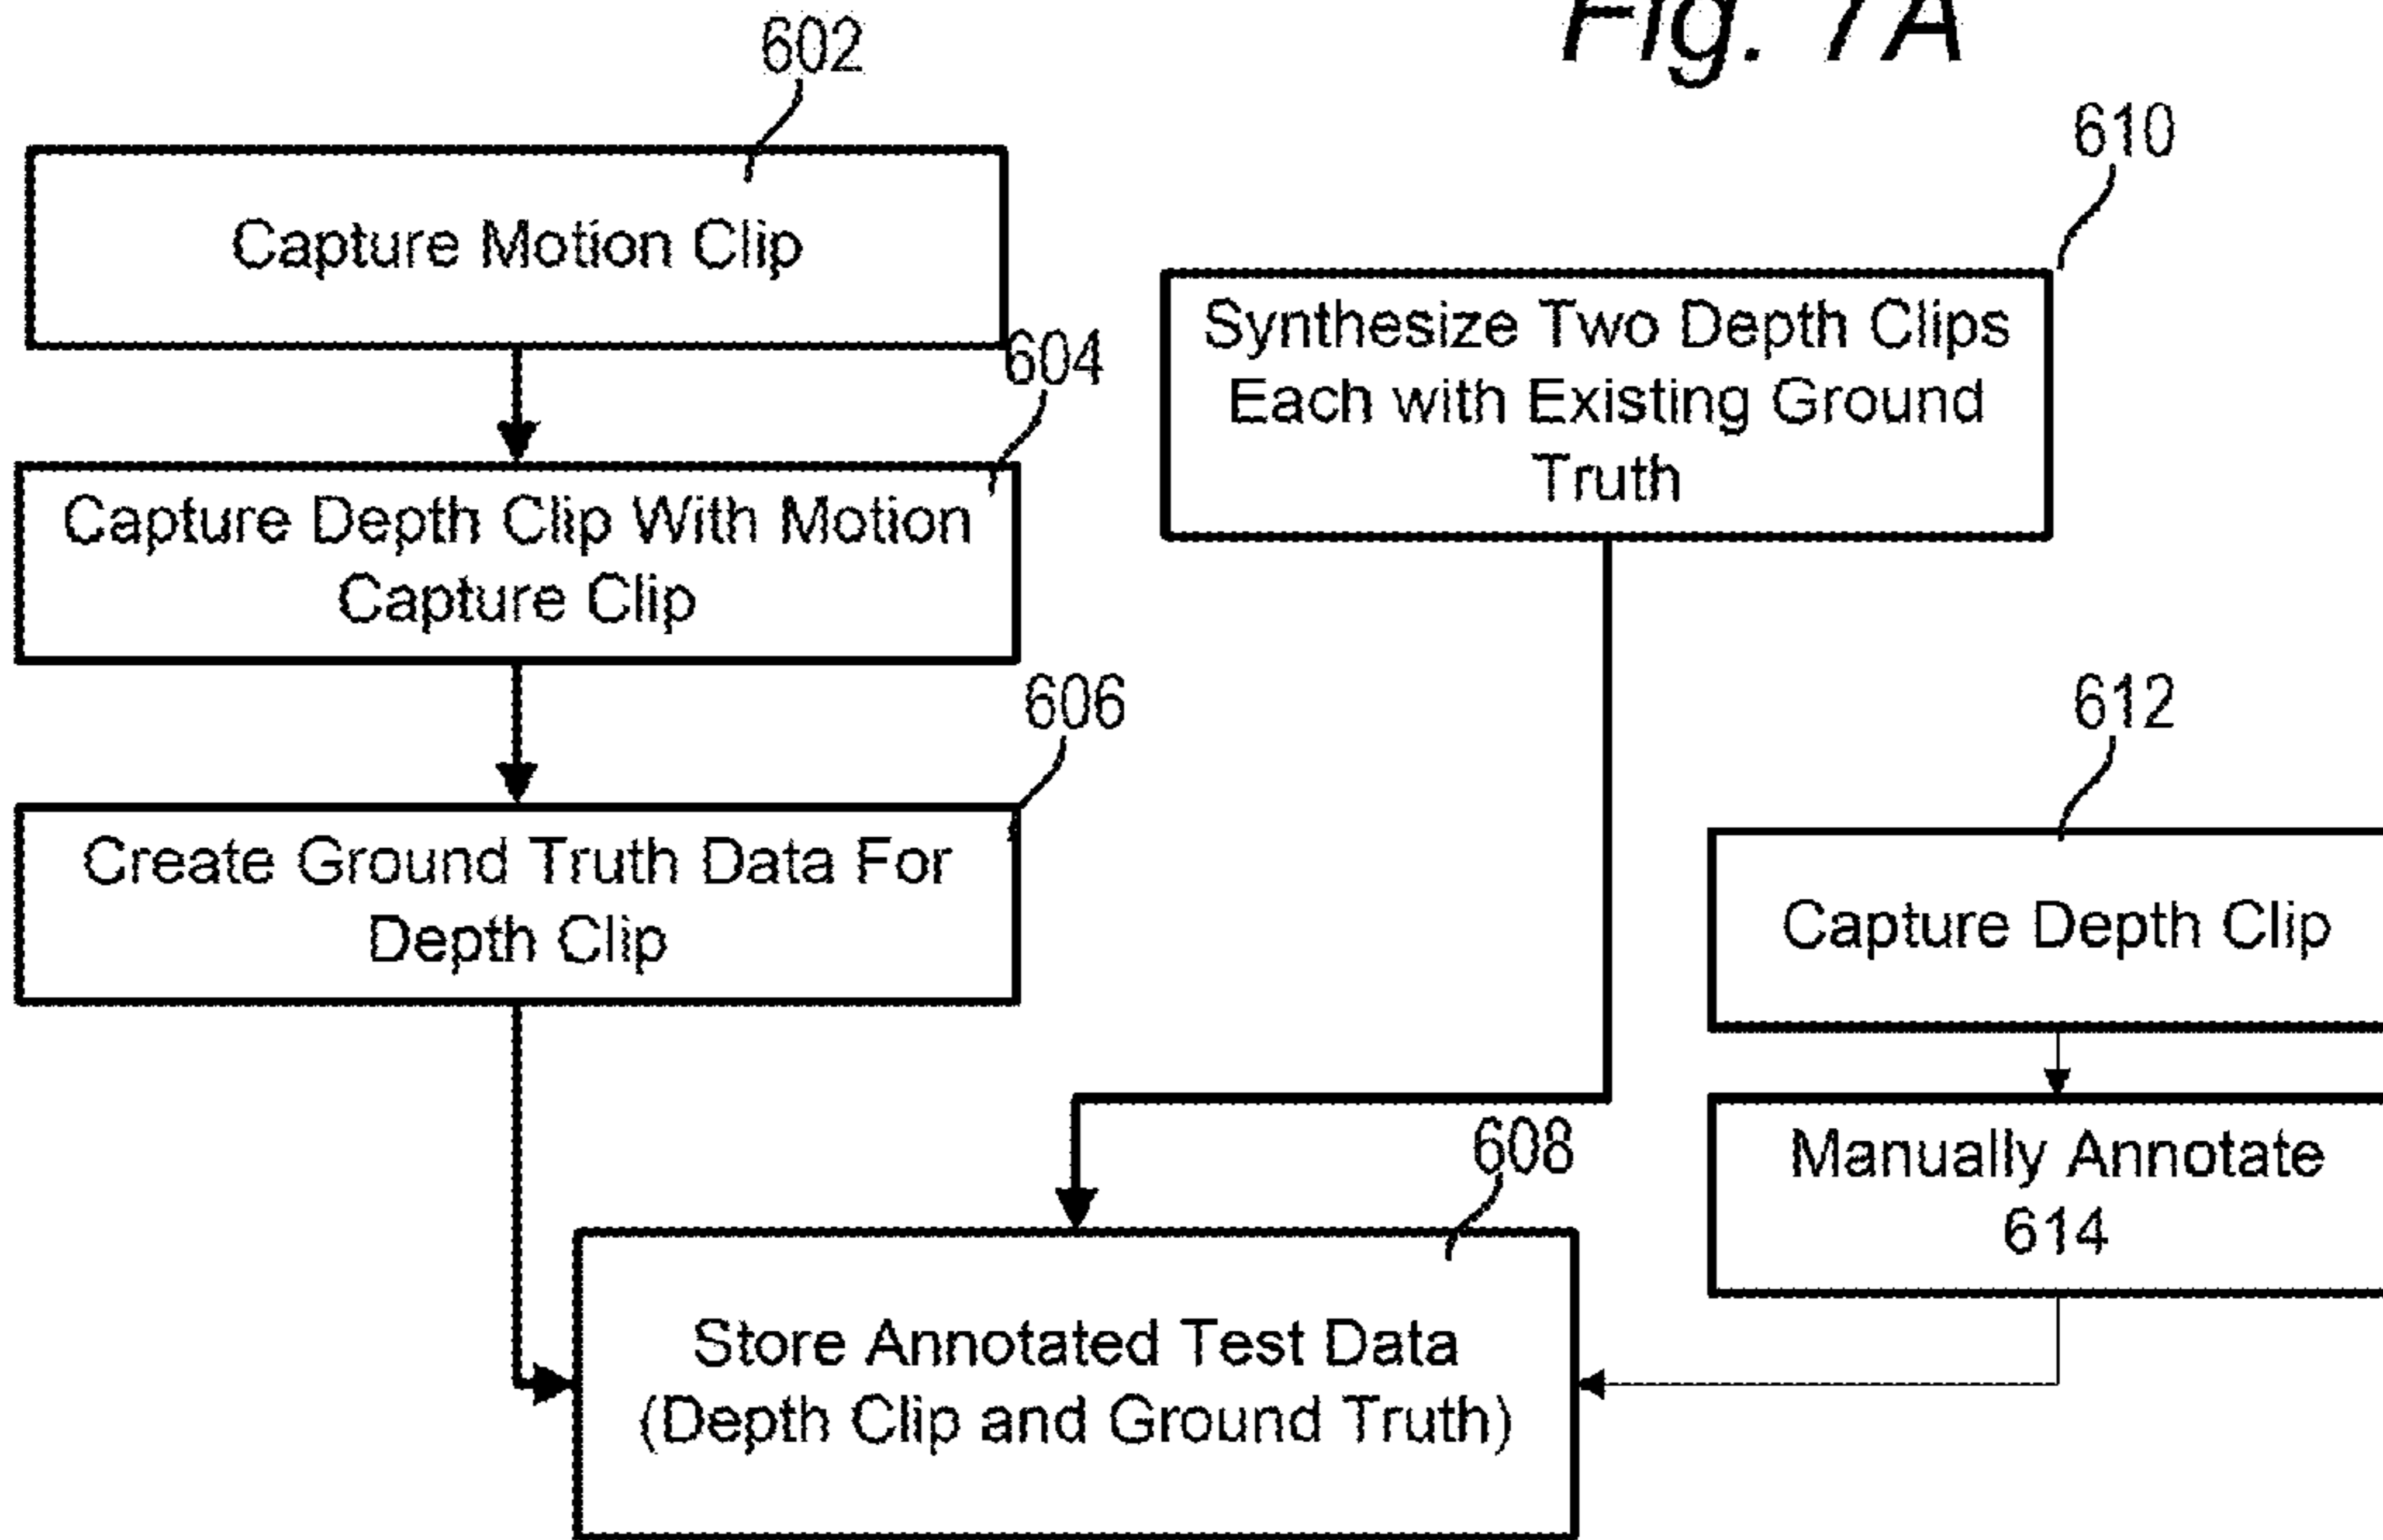 Fig. 7A
602
Capture Motion Clip
604
Capture Depth Clip With Motion
Capture Clip
606
Create Ground Truth Data For
Depth Clip
610
Synthesize Two Depth Clips
Each with Existing Ground
Truth
612
Capture Depth Clip
Manually Annotate
614
608
Store Annotated Test Data
(Depth Clip and Ground Truth)